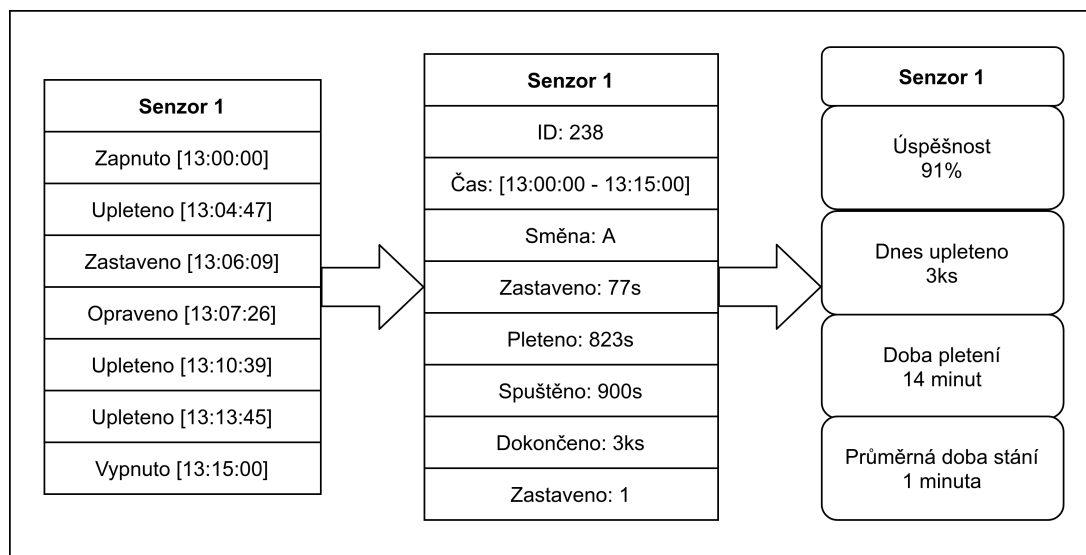 Senzor 1
Zapnuto [13:00:00]
Upleteno [13:04:47]
Zastaveno [13:06:09]
Opraveno [13:07:26]
Upleteno [13:10:39]
Upleteno [13:13:45]
Vypnuto [13:15:00]
Senzor 1
ID: 238
Čas: [13:00:00 - 13:15:00]
Směna: A
Zastaveno: 77s
Pleteno: 823s
Spuštěno: 900s
Dokončeno: 3ks
Zastaveno: 1
Senzor 1
Úspěšnost
91%
Dnes upleteno
3ks
Doba pletení
14 minut
Průměrná doba stání
1 minuta